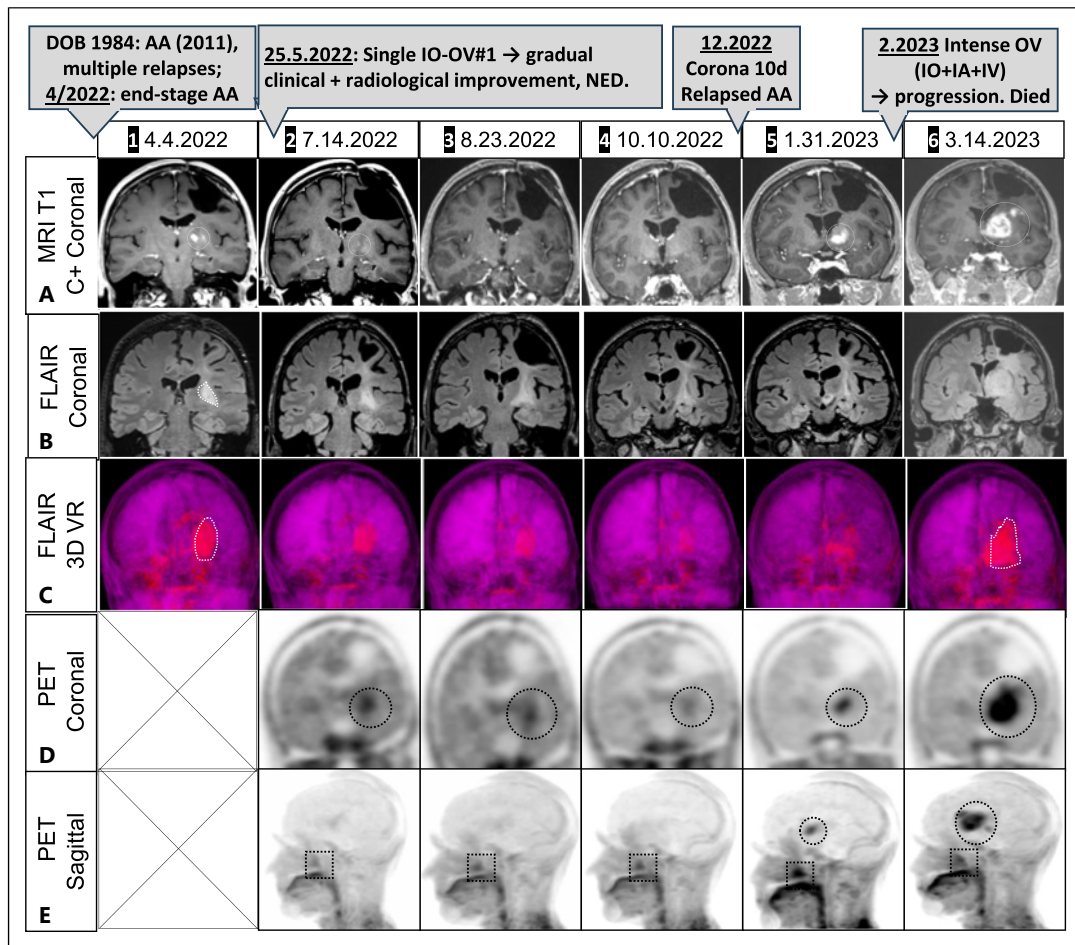 DOB 1984: AA (2011),
multiple relapses;
4/2022: end-stage AA
25.5.2022: Single IO-OV#1 → gradual
clinical + radiological improvement, NED.
12.2022
Corona 10d
Relapsed AA
2.2023 Intense OV
(IO+IA+IV)
→ progression. Died
1 4.4.2022
2 7.14.2022
3 8.23.2022
4 10.10.2022
5 1.31.2023
6 3.14.2023
MRI T1
C+ Coronal
A
FLAIR
Coronal
B
FLAIR
3D VR
C
PET
Coronal
D
PET
Sagittal
E